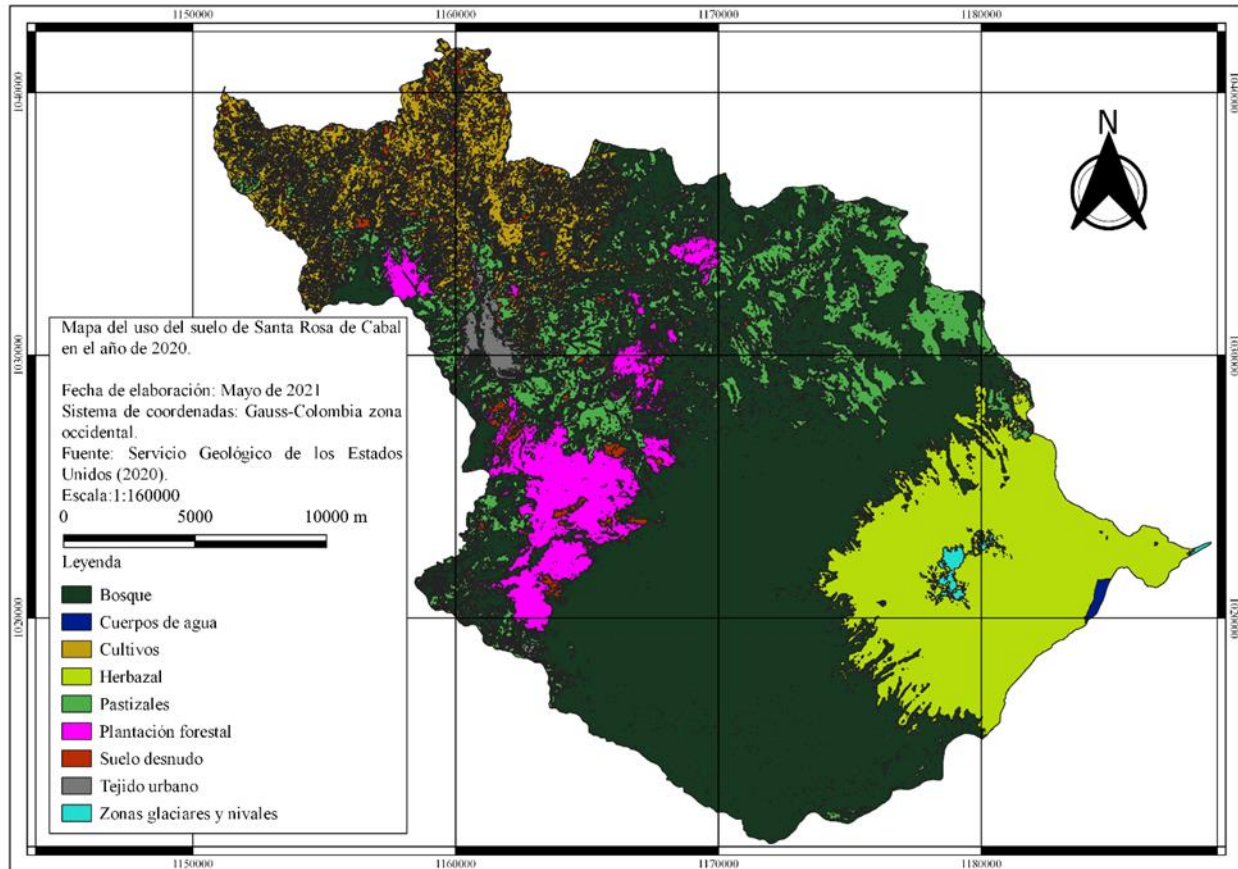 1150000 1160000 1170000 1180000
1040000 1040000
N
1030000 1030000
Mapa del uso del suelo de Santa Rosa de Cabal
en el año de 2020.
Fecha de elaboración: Mayo de 2021
Sistema de coordenadas: Gauss-Colombia zona
occidental.
Fuente: Servicio Geológico de los Estados
Unidos (2020).
Escala:1:160000
0 5000 10000 m
Leyenda
Bosque
Cuerpos de agua
Cultivos
Herbazal
Pastizales
Plantación forestal
Suelo desnudo
Tejido urbano
Zonas glaciares y nivales
1020000 1020000
1150000 1160000 1170000 1180000